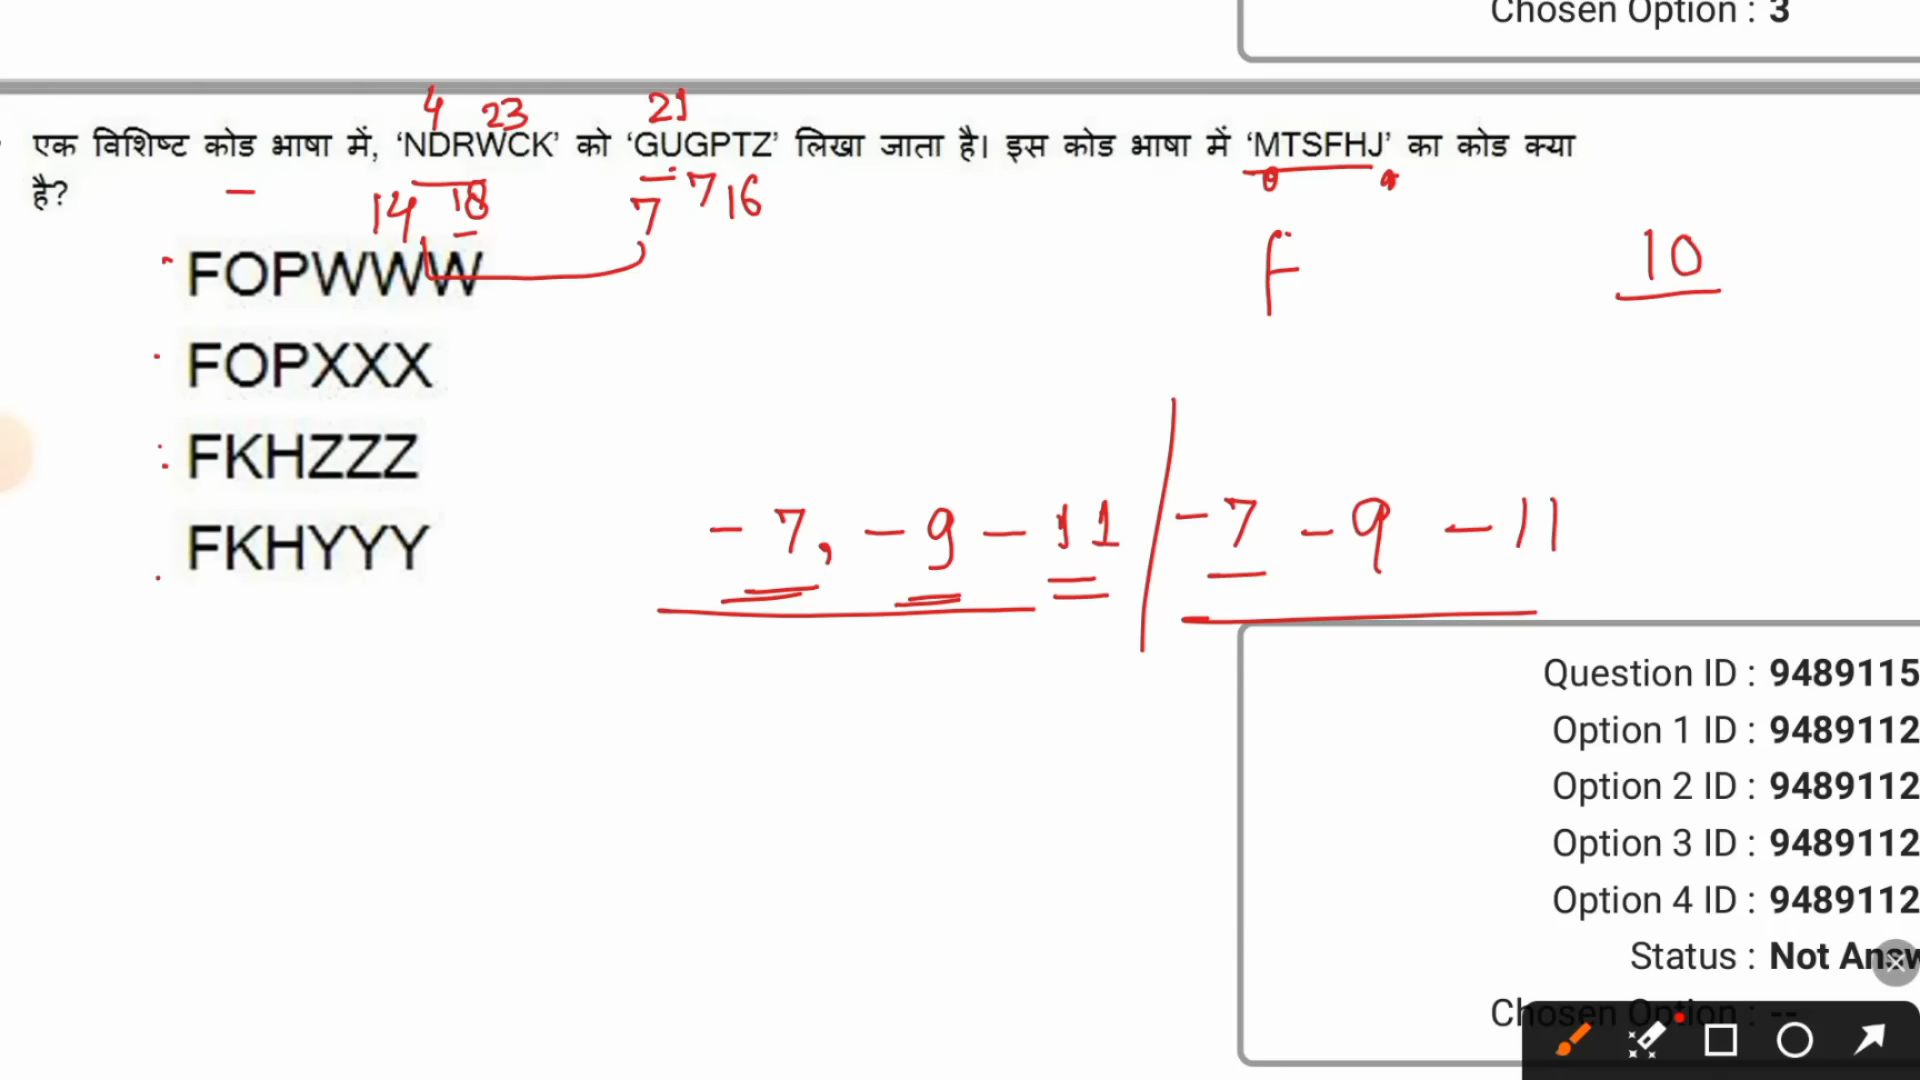 Chosen Option : 3
4 23 21
एक विशिष्ट कोड भाषा में, 'NDRWCK' को 'GUGPTZ' लिखा जाता है। इस कोड भाषा में 'MTSFHJ' का कोड क्या
है?
14 18 7 7 16
FOPWWW
F 10
FOPXXX
FKHZZZ
FKHYYY
- 7, - 9 - 11 - 7 - 9 - 11
Question ID : 9489115
Option 1 ID : 9489112
Option 2 ID : 9489112
Option 3 ID : 9489112
Option 4 ID : 9489112
Status : Not Answ
Chosen Option : --